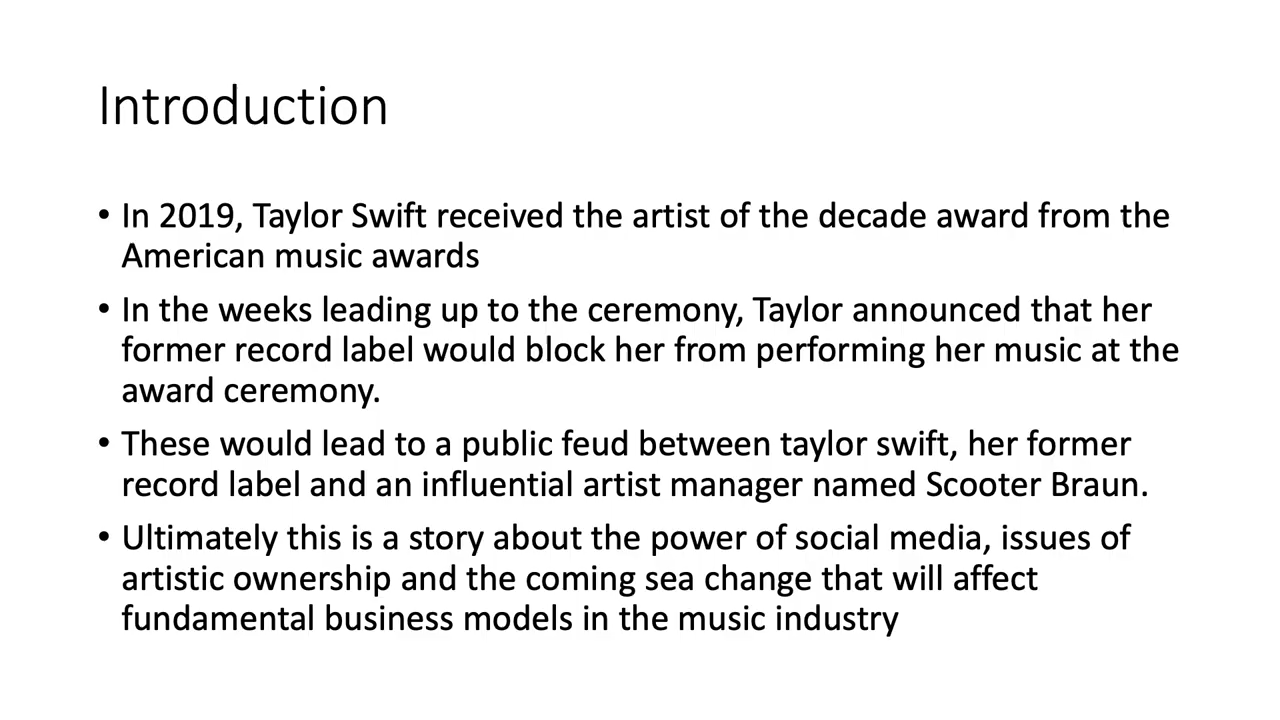 Introduction
• In 2019, Taylor Swift received the artist of the decade award from the
American music awards
• In the weeks leading up to the ceremony, Taylor announced that her
former record label would block her from performing her music at the
award ceremony.
• These would lead to a public feud between taylor swift, her former
record label and an influential artist manager named Scooter Braun.
• Ultimately this is a story about the power of social media, issues of
artistic ownership and the coming sea change that will affect
fundamental business models in the music industry